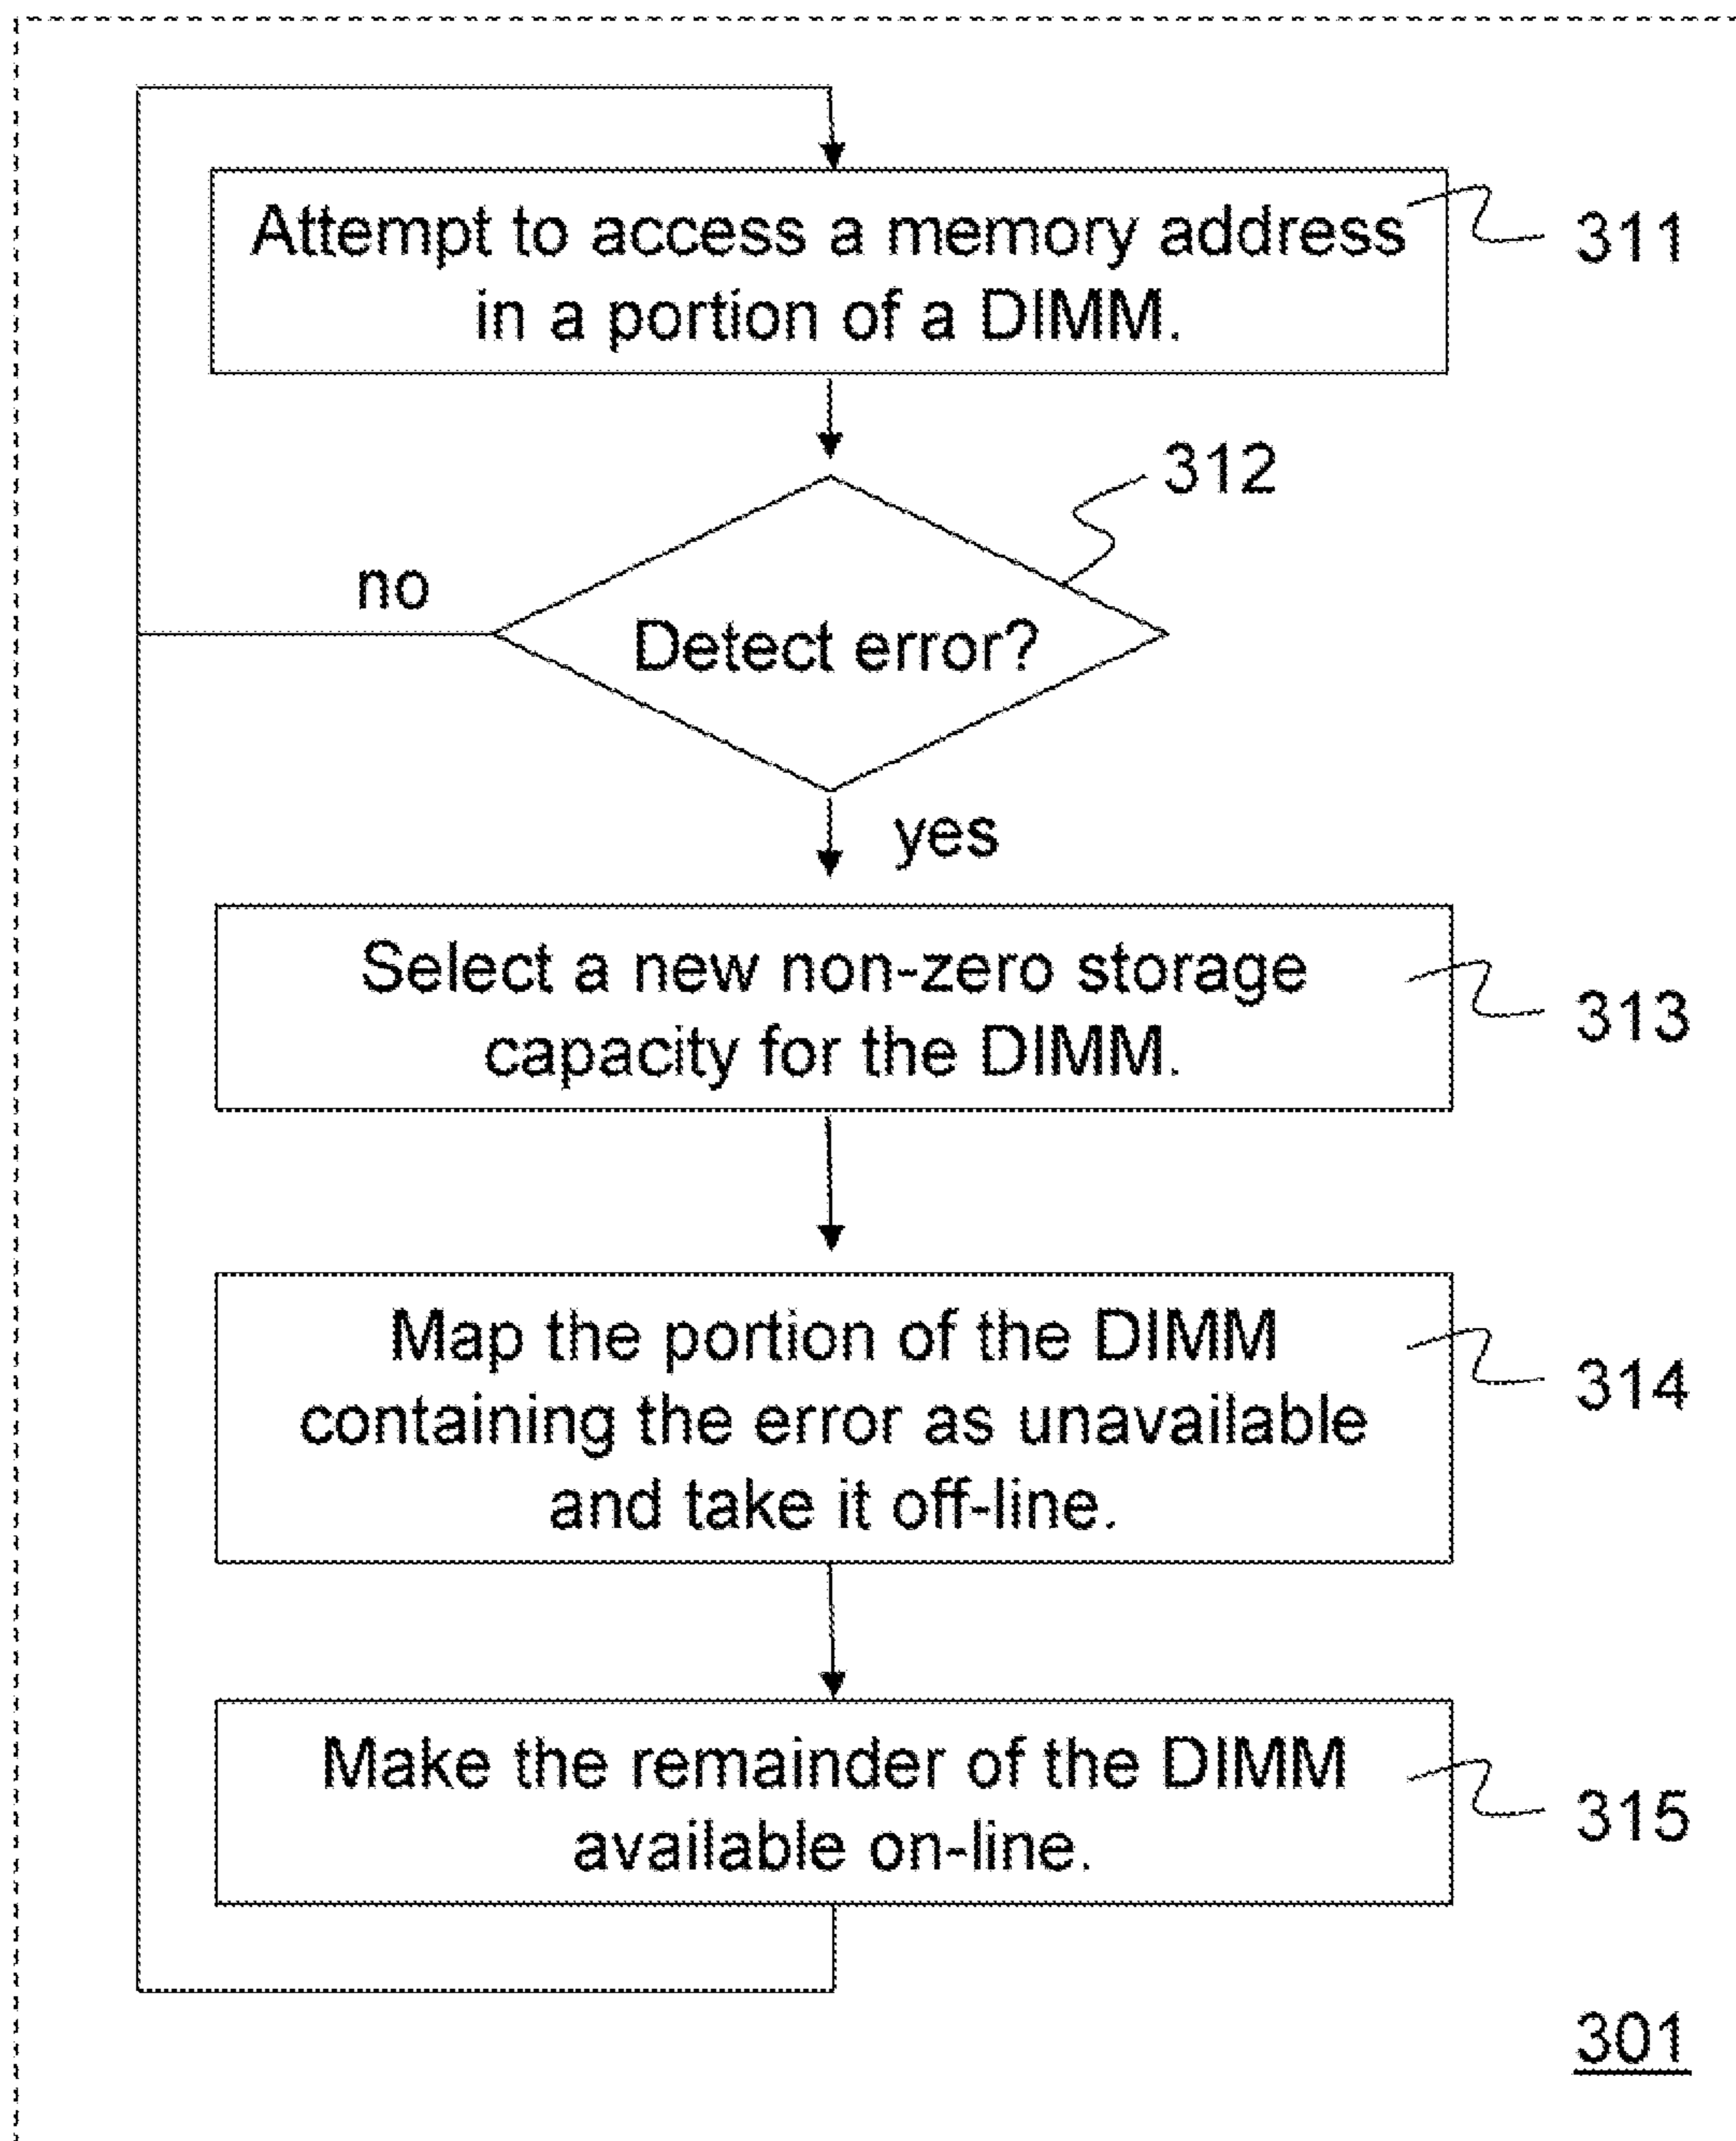 Attempt to access a memory address
in a portion of a DIMM.
311
312
no
Detect error?
yes
Select a new non-zero storage
capacity for the DIMM.
313
Map the portion of the DIMM
containing the error as unavailable
and take it off-line.
314
Make the remainder of the DIMM
available on-line.
315
301